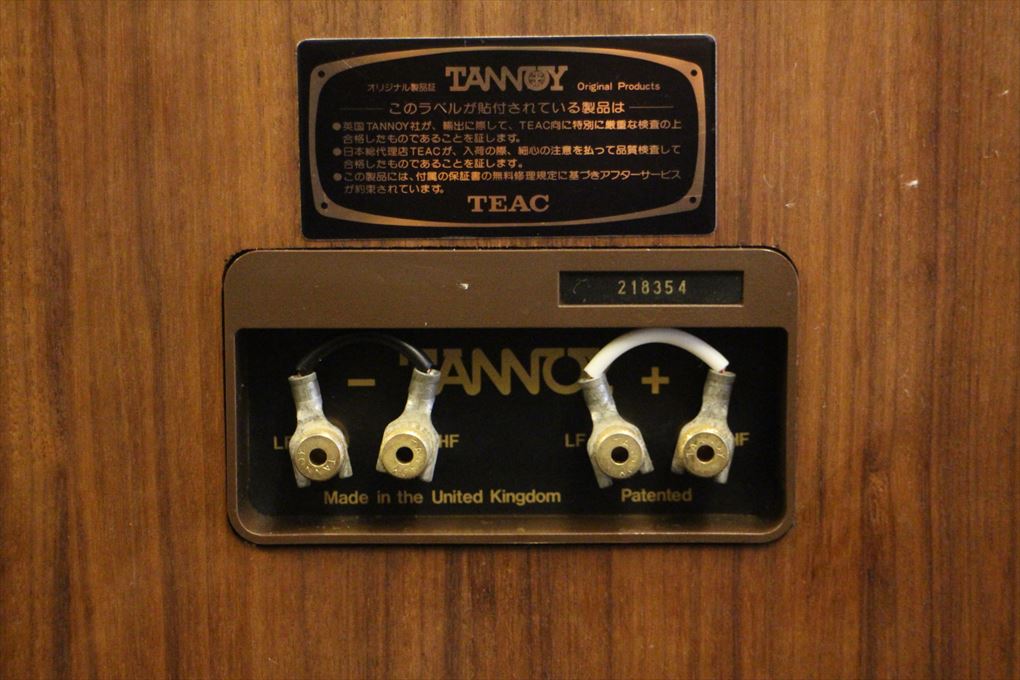 オリジナル製品証 TANNOY Original Products
このラベルが貼付されている製品は
●英国TANNOY社が、輸出に際して、TEAC向に特別に厳重な検査の上
合格したものであることを証します。
●日本総代理店TEACが、入荷の際、細心の注意を払って品質検査して
合格したものであることを証します。
●この製品には、付属の保証書の無料修理規定に基づきアフターサービス
が約束されています。
TEAC
218354
− TANNOY +
LF HF LF HF
Made in the United Kingdom Patented